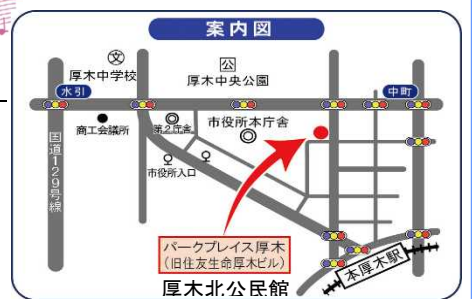 案内図
文
厚木中学校
公
厚木中央公園
水引
中町
商工会議所
第2庁舎
市役所本庁舎
市役所入口
国道129号線
パークプレイス厚木
(旧住友生命厚木ビル)
本厚木駅
厚木北公民館